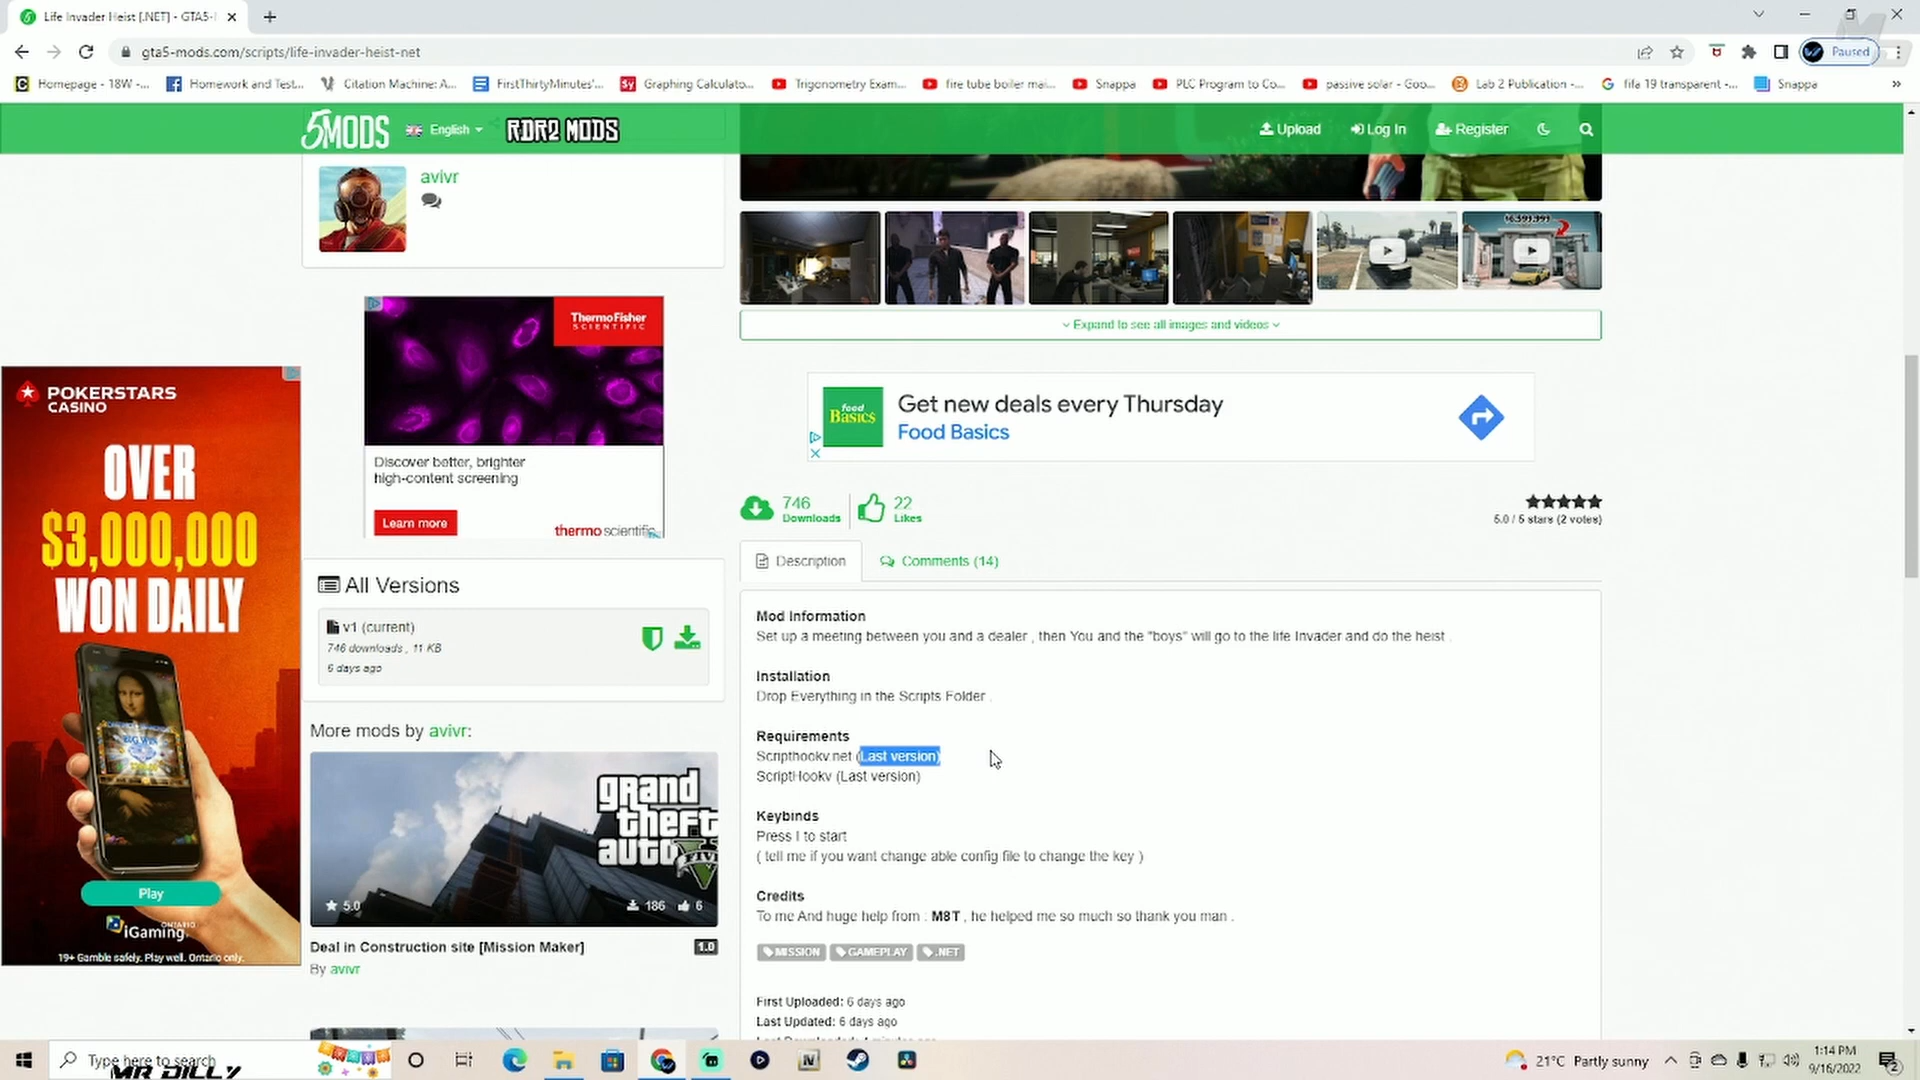 Life Invader Heist [.NET] - GTA5-
gta5-mods.com/scripts/life-invader-heist-net
Paused
Homepage - 18W -...
Homework and Test...
Citation Machine: A...
FirstThirtyMinutes'...
Graphing Calculato...
Trigonometry Exam...
fire tube boiler mai...
Snappa
PLC Program to Co...
passive solar - Goo...
Lab 2 Publication -...
fifa 19 transparent -...
Snappa
5MODS
English
RDR2 MODS
Upload
Log In
Register
avivr
$6,599,999
ThermoFisher
SCIENTIFIC
Discover better, brighter
high-content screening
Learn more
thermo scientific
POKERSTARS
CASINO
OVER
$3,000,000
WON DAILY
BIG WIN
Play
iGaming
ONTARIO
19+ Gamble safely. Play well. Ontario only.
Expand to see all images and videos
food
Basics
Get new deals every Thursday
Food Basics
746
Downloads
22
Likes
5.0 / 5 stars (2 votes)
Description
Comments (14)
All Versions
v1 (current)
746 downloads , 11 KB
6 days ago
More mods by avivr:
grand
theft
auto
FIVE
5.0
186
6
Deal in Construction site [Mission Maker]
1.0
By avivr
Mod Information
Set up a meeting between you and a dealer , then You and the "boys" will go to the life Invader and do the heist .
Installation
Drop Everything in the Scripts Folder .
Requirements
Scripthookv.net (Last version)
ScriptHookv (Last version)
Keybinds
Press I to start
( tell me if you want change able config file to change the key )
Credits
To me And huge help from . M8T , he helped me so much so thank you man .
MISSION
GAMEPLAY
.NET
First Uploaded: 6 days ago
Last Updated: 6 days ago
Type here to search
MR DILLY
21°C Partly sunny
1:14 PM
9/16/2022
2